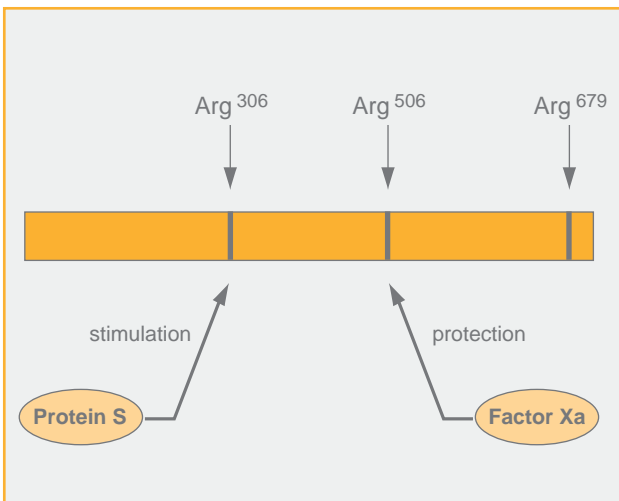 Arg 306 Arg 506 Arg 679
stimulation protection
Protein S Factor Xa